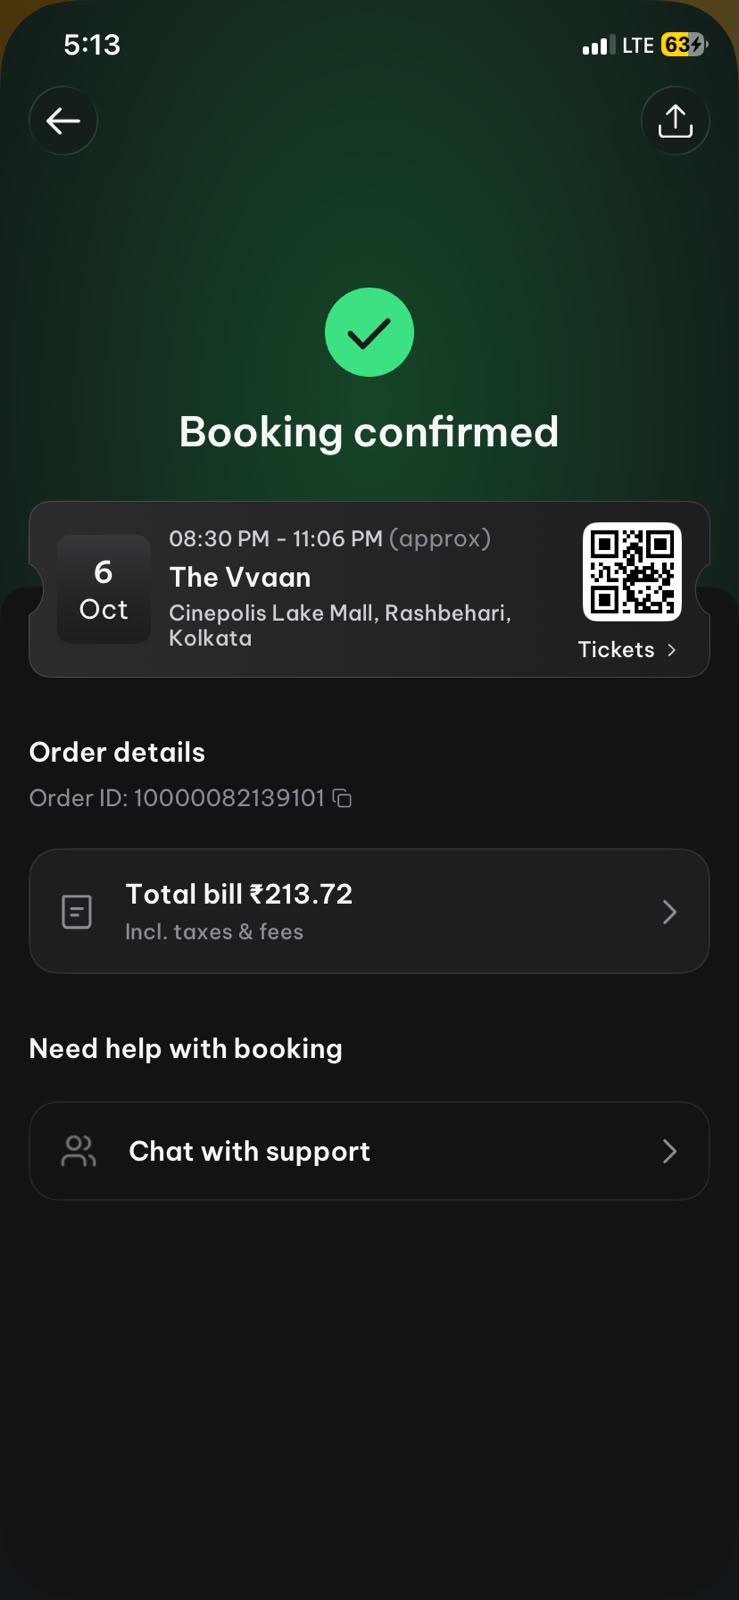 5:13
LTE 63
Booking confirmed
08:30 PM - 11:06 PM (approx)
6
Oct
The Vvaan
Cinepolis Lake Mall, Rashbehari,
Kolkata
Tickets
Order details
Order ID: 10000082139101
Total bill ₹213.72
Incl. taxes & fees
Need help with booking
Chat with support